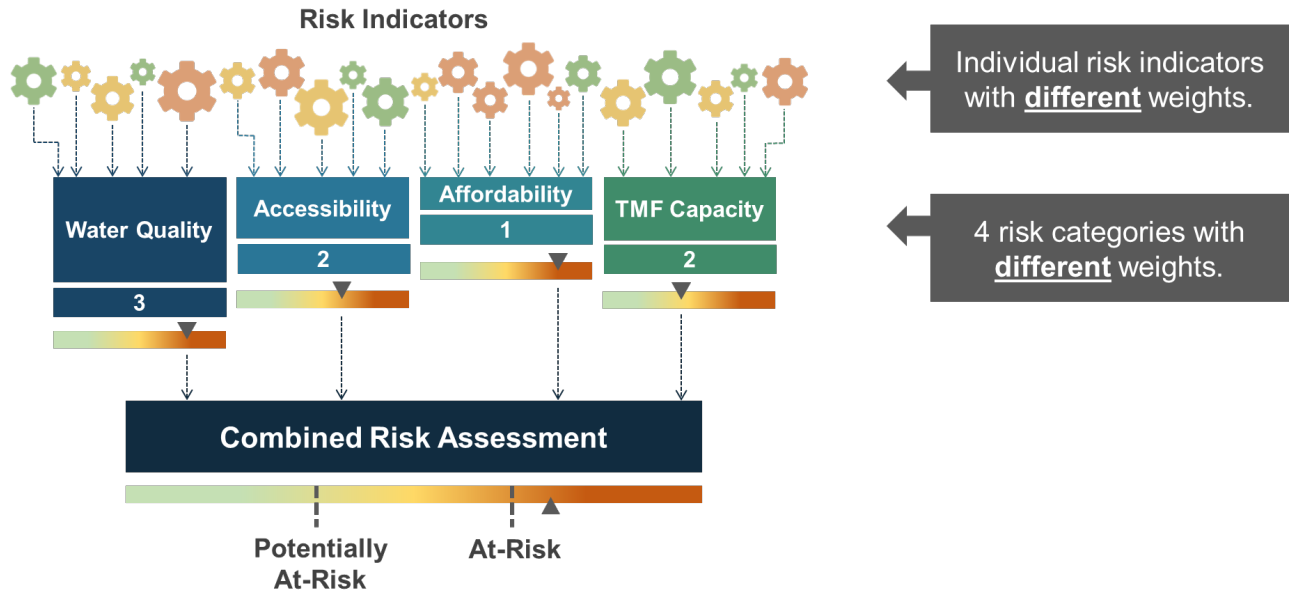 Risk Indicators
Individual risk indicators
with different weights.
Water Quality
Accessibility
Affordability
TMF Capacity
3
2
1
2
4 risk categories with
different weights.
Combined Risk Assessment
Potentially
At-Risk
At-Risk